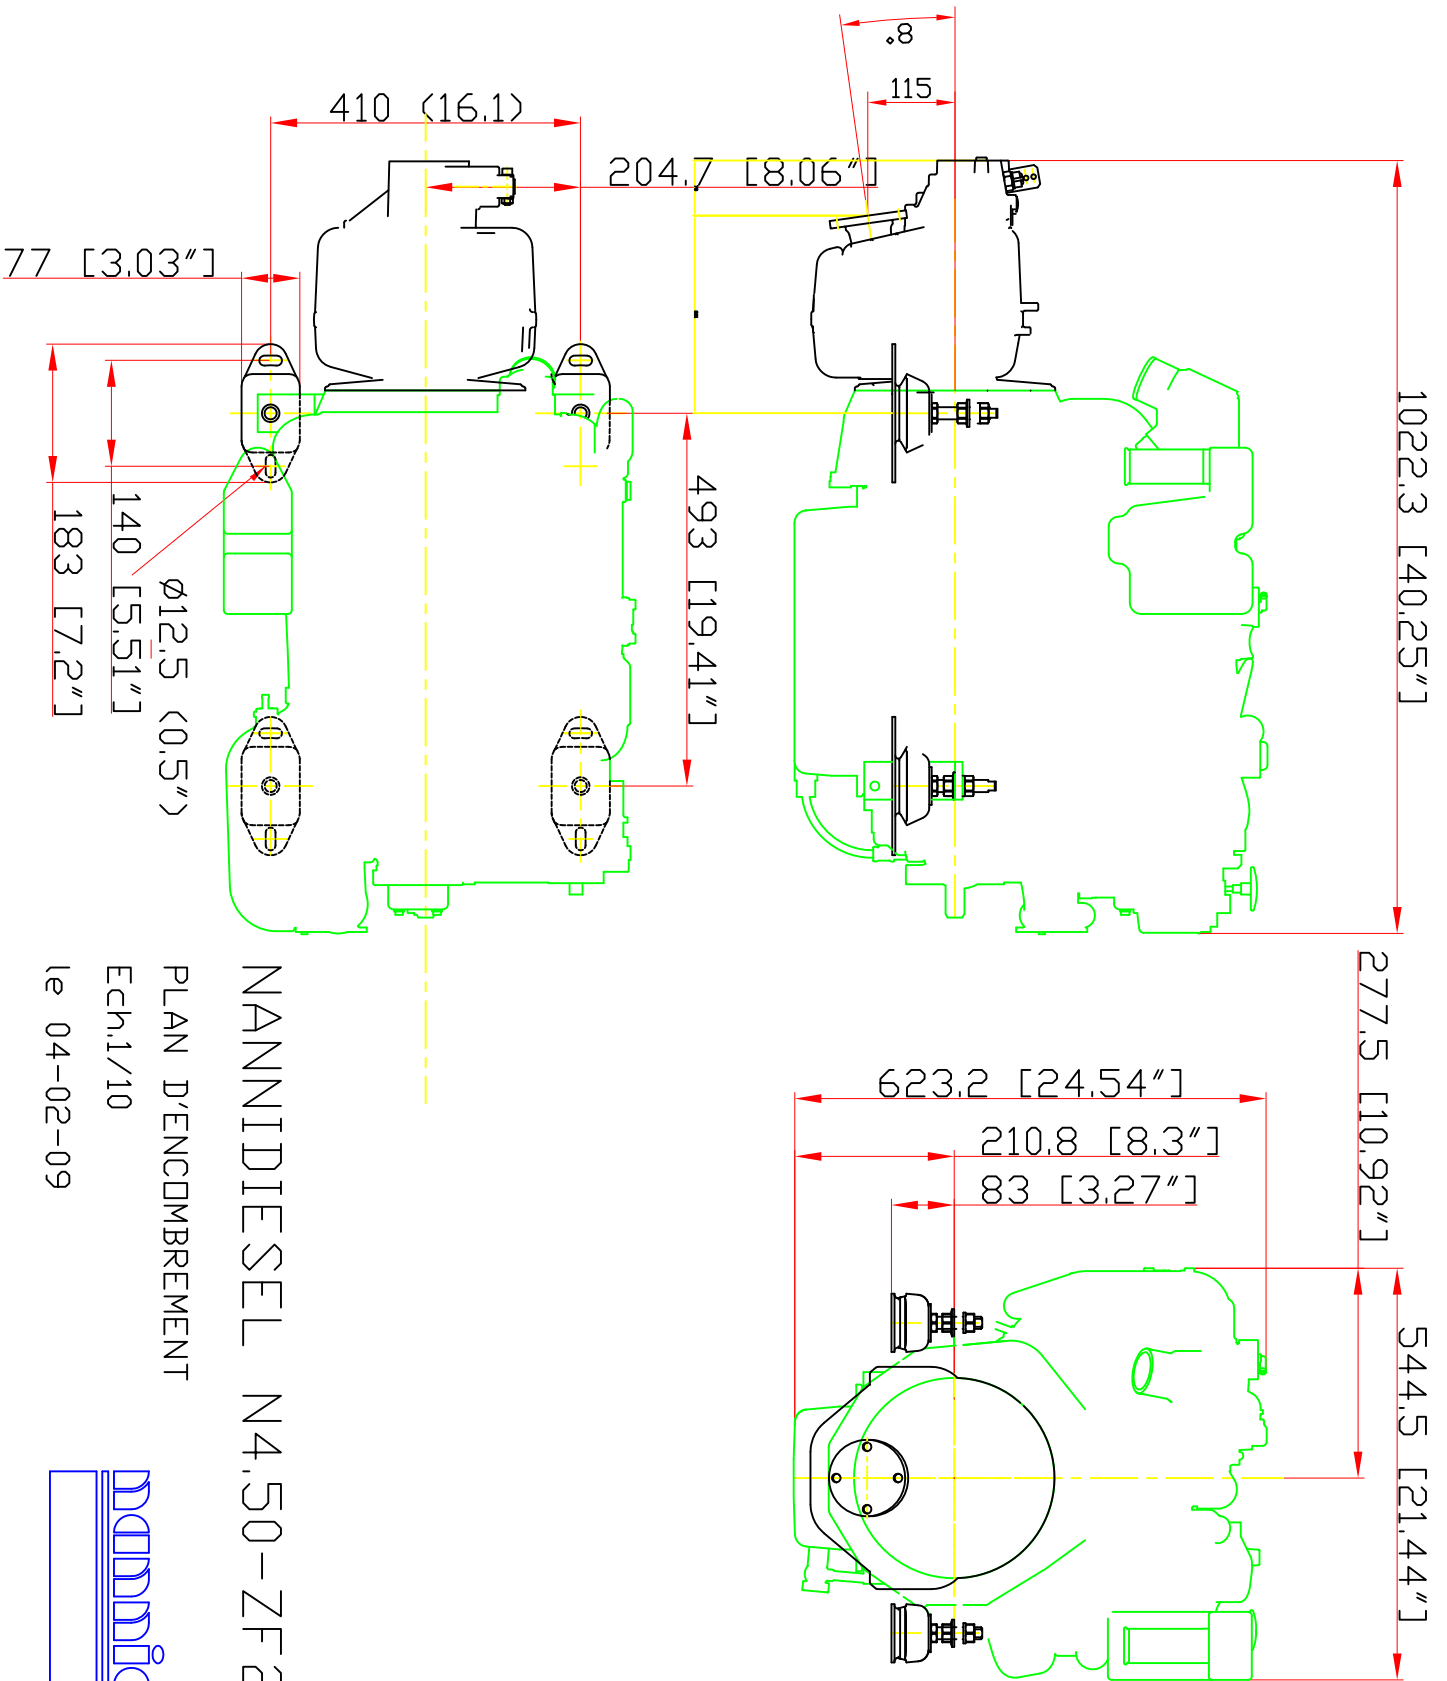 8°
115
410 (16.1)
204.7 [8.06"]
77 [3.03"]
1022.3 [40.25"]
493 [19.41"]
140 [5.51"]
183 [7.2"]
Ø12.5 (0.5")
277.5 [10.92"]
623.2 [24.54"]
210.8 [8.3"]
83 [3.27"]
544.5 [21.44"]
NANNIDIESEL N4.50-ZF
PLAN D'ENCOMBREMENT
Ech.1/10
le 04-02-09
nanni